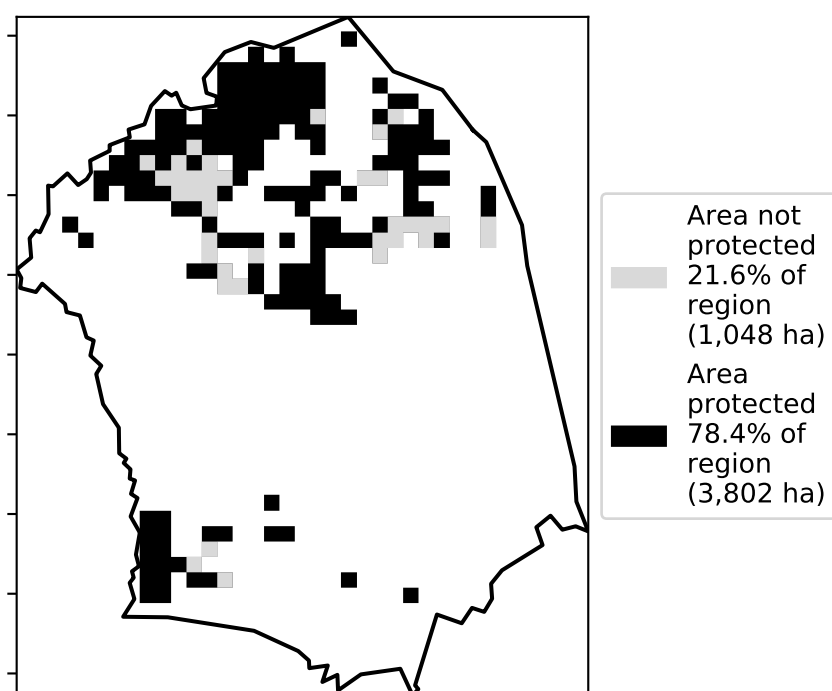 Area not
protected
21.6% of
region
(1,048 ha)
Area
protected
78.4% of
region
(3,802 ha)